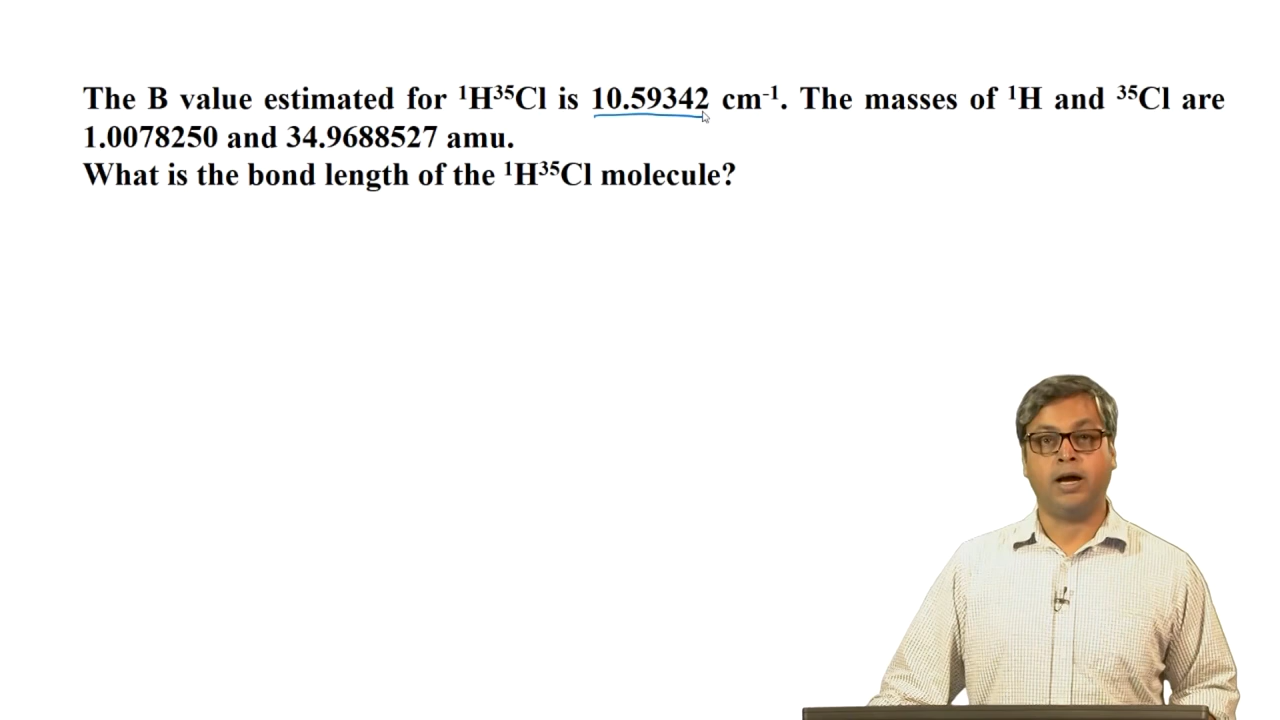 The B value estimated for ¹H³⁵Cl is 10.59342 cm⁻¹. The masses of ¹H and ³⁵Cl are
1.0078250 and 34.9688527 amu.
What is the bond length of the ¹H³⁵Cl molecule?